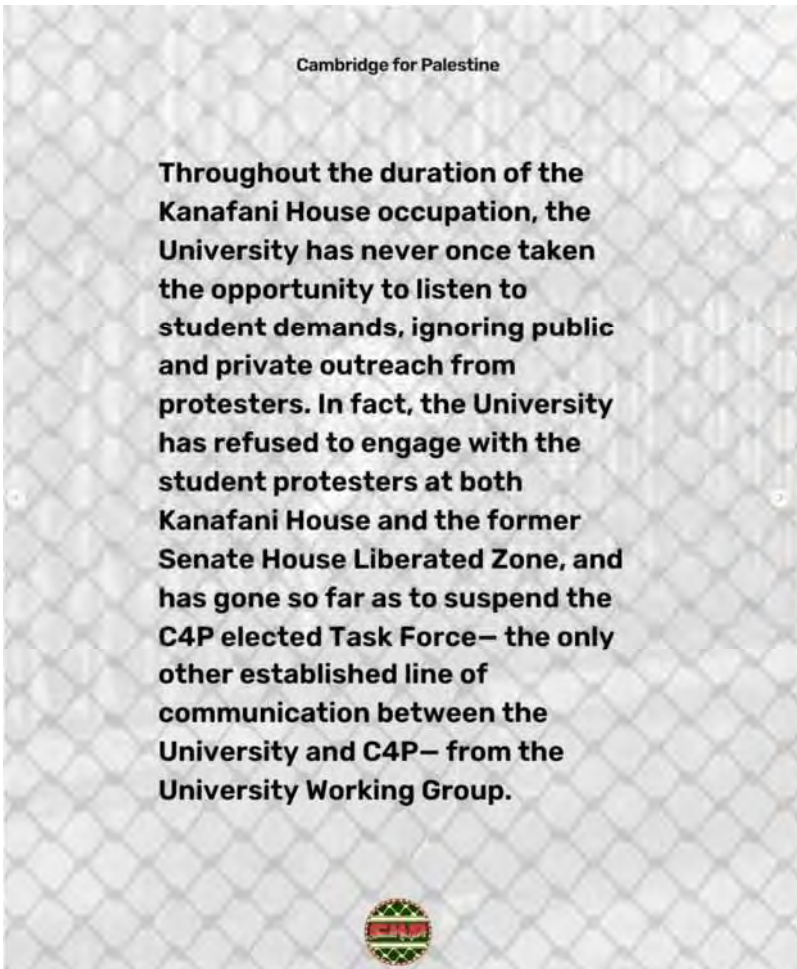 Cambridge for Palestine
Throughout the duration of the
Kanafani House occupation, the
University has never once taken
the opportunity to listen to
student demands, ignoring public
and private outreach from
protesters. In fact, the University
has refused to engage with the
student protesters at both
Kanafani House and the former
Senate House Liberated Zone, and
has gone so far as to suspend the
C4P elected Task Force— the only
other established line of
communication between the
University and C4P— from the
University Working Group.